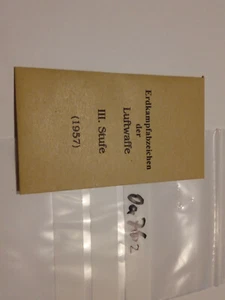 Erdkampfabzeichen
der
Luftwaffe
III. Stufe
(1957)